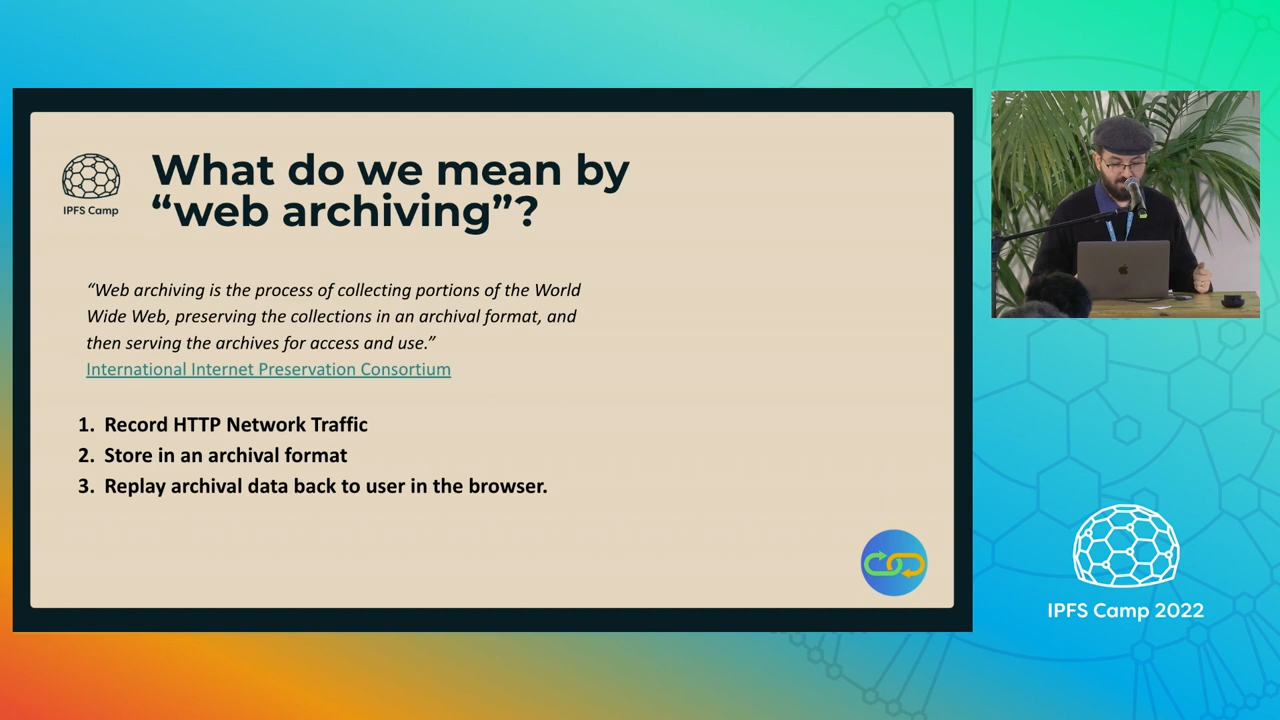 IPFS Camp
What do we mean by
“web archiving”?
“Web archiving is the process of collecting portions of the World
Wide Web, preserving the collections in an archival format, and
then serving the archives for access and use.”
International Internet Preservation Consortium
1. Record HTTP Network Traffic
2. Store in an archival format
3. Replay archival data back to user in the browser.
IPFS Camp 2022